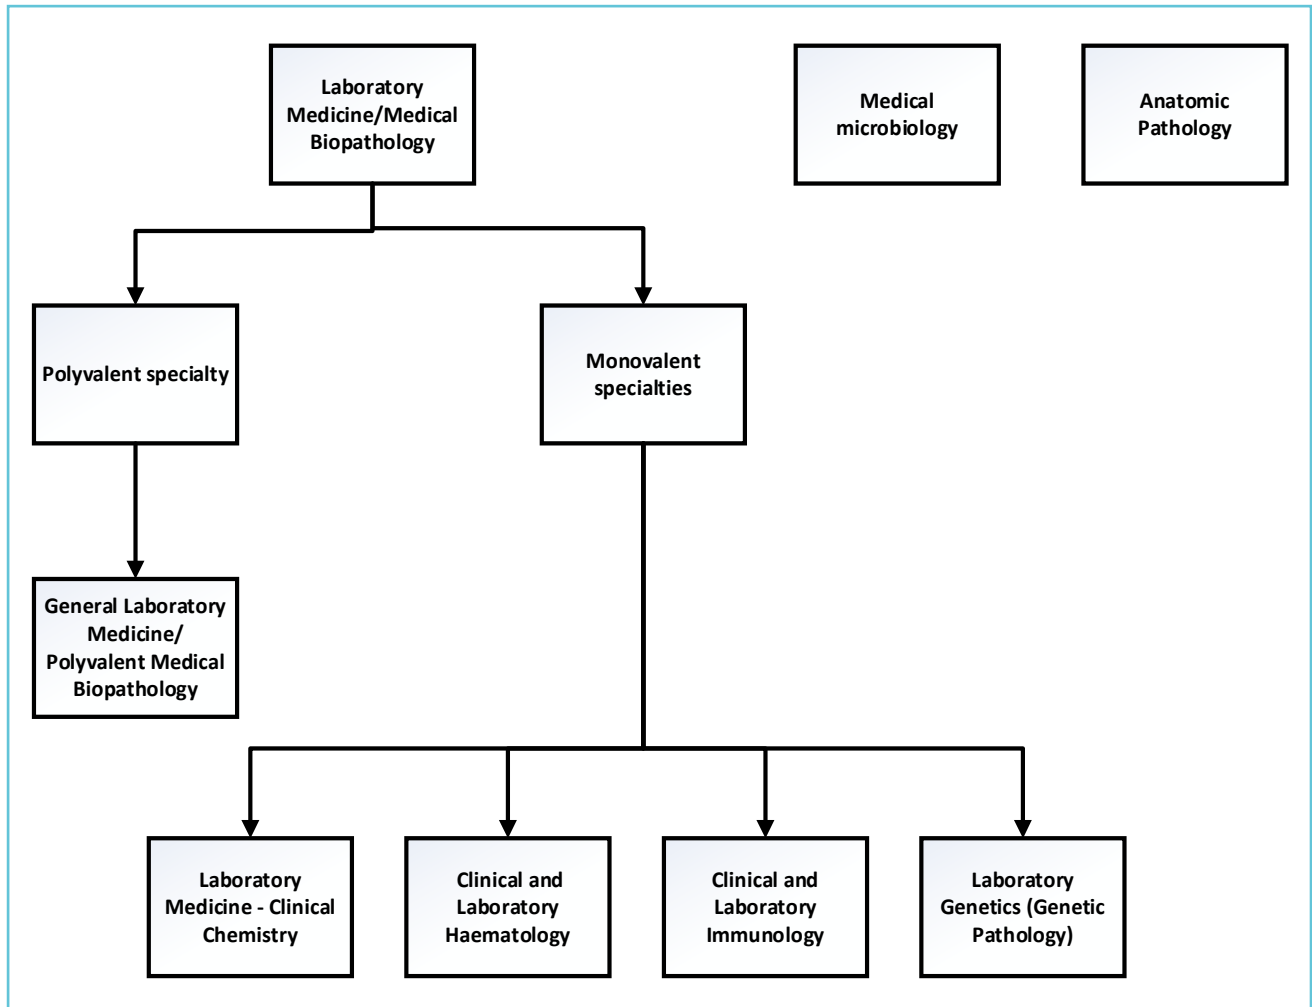 Laboratory
Medicine/Medical
Biopathology
Medical
microbiology
Anatomic
Pathology
Polyvalent specialty
Monovalent
specialties
General Laboratory
Medicine/
Polyvalent Medical
Biopathology
Laboratory
Medicine - Clinical
Chemistry
Clinical and
Laboratory
Haematology
Clinical and
Laboratory
Immunology
Laboratory
Genetics (Genetic
Pathology)